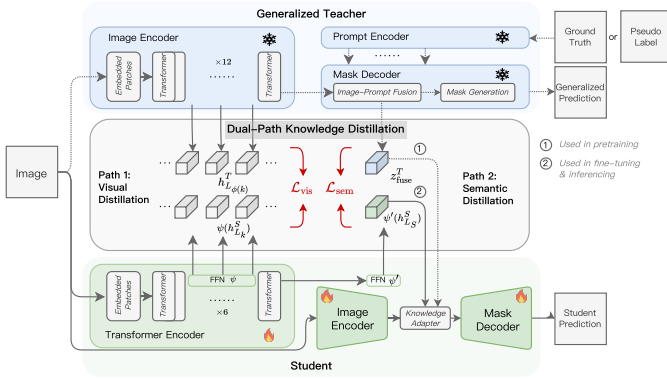 Generalized Teacher
Image Encoder
Embedded
Patches
Transformer
×12
······
Transformer
Prompt Encoder
······
Mask Decoder
Image-Prompt Fusion
Mask Generation
Ground
Truth
or
Pseudo
Label
Generalized
Prediction
Dual-Path Knowledge Distillation
Path 1:
Visual
Distillation
···
···
h^T_{L_{ϕ(k)}}
···
···
ψ(h^S_{L_k})
L_vis
L_sem
z^T_fuse
ψ′(h^S_{L_S})
①
②
Path 2:
Semantic
Distillation
① Used in pretraining
② Used in fine-tuning
& inferencing
Image
FFN ψ
FFN ψ′
Embedded
Patches
Transformer
······
×6
Transformer
Transformer Encoder
Image
Encoder
Knowledge
Adapter
Mask
Decoder
Student
Prediction
Student